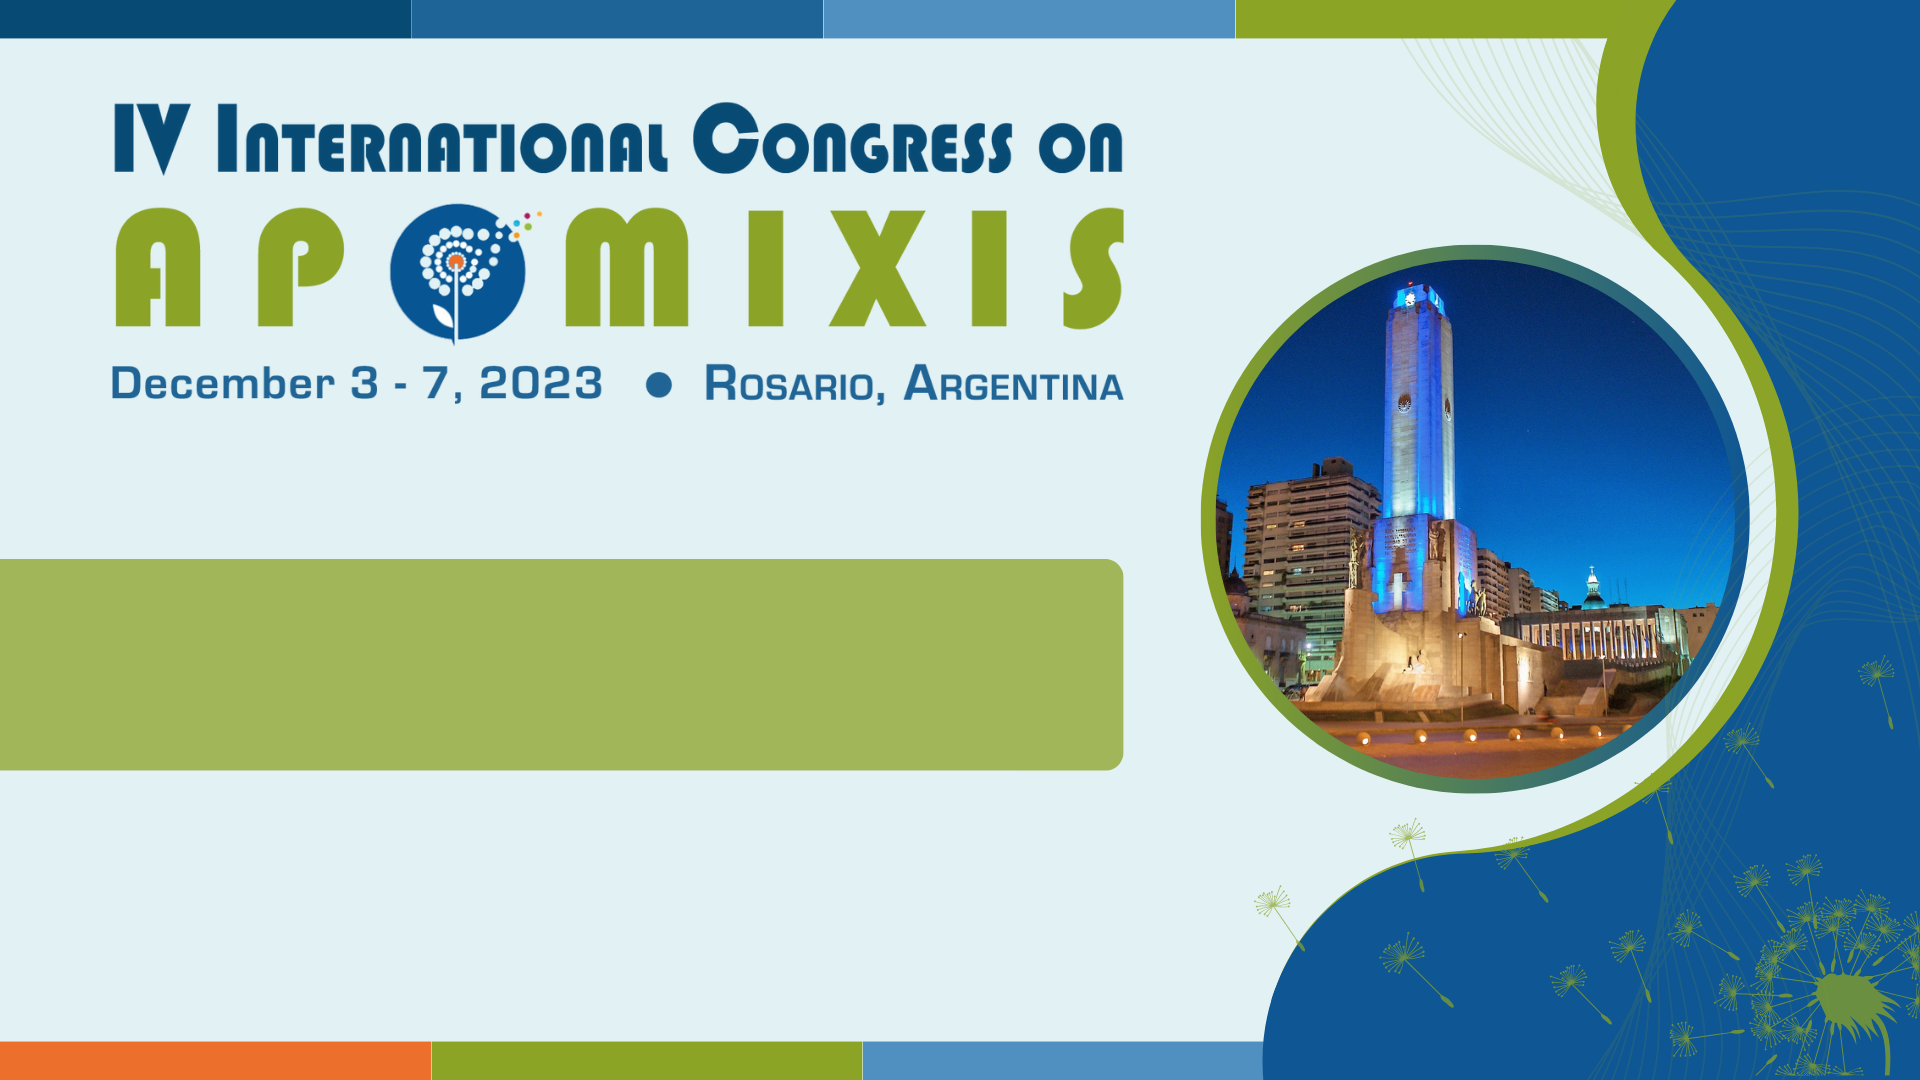 IV International Congress on
APOMIXIS
December 3 - 7, 2023 ● Rosario, Argentina